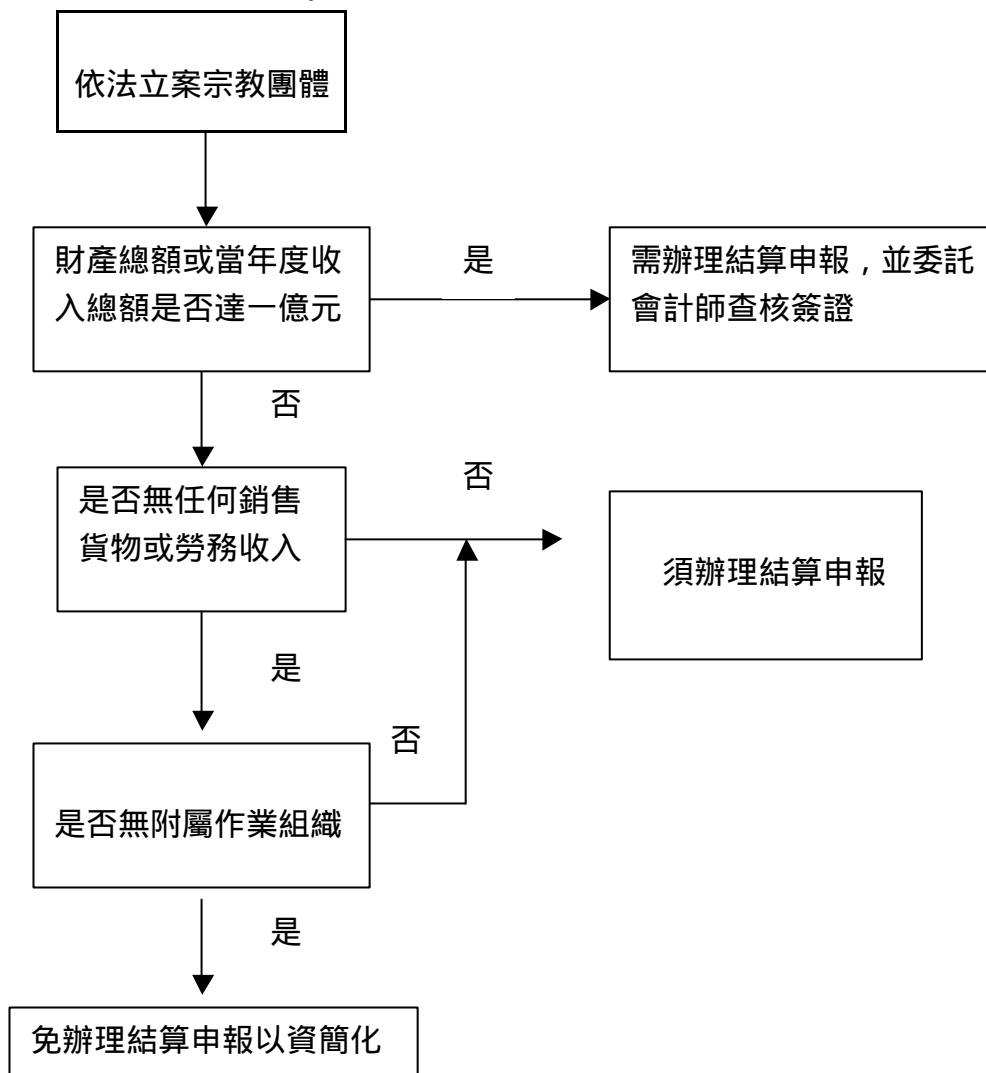 依法立案宗教團體
財產總額或當年度收
入總額是否達一億元
是
需辦理結算申報，並委託
會計師查核簽證
否
是否無任何銷售
貨物或勞務收入
否
須辦理結算申報
是
否
是否無附屬作業組織
是
免辦理結算申報以資簡化